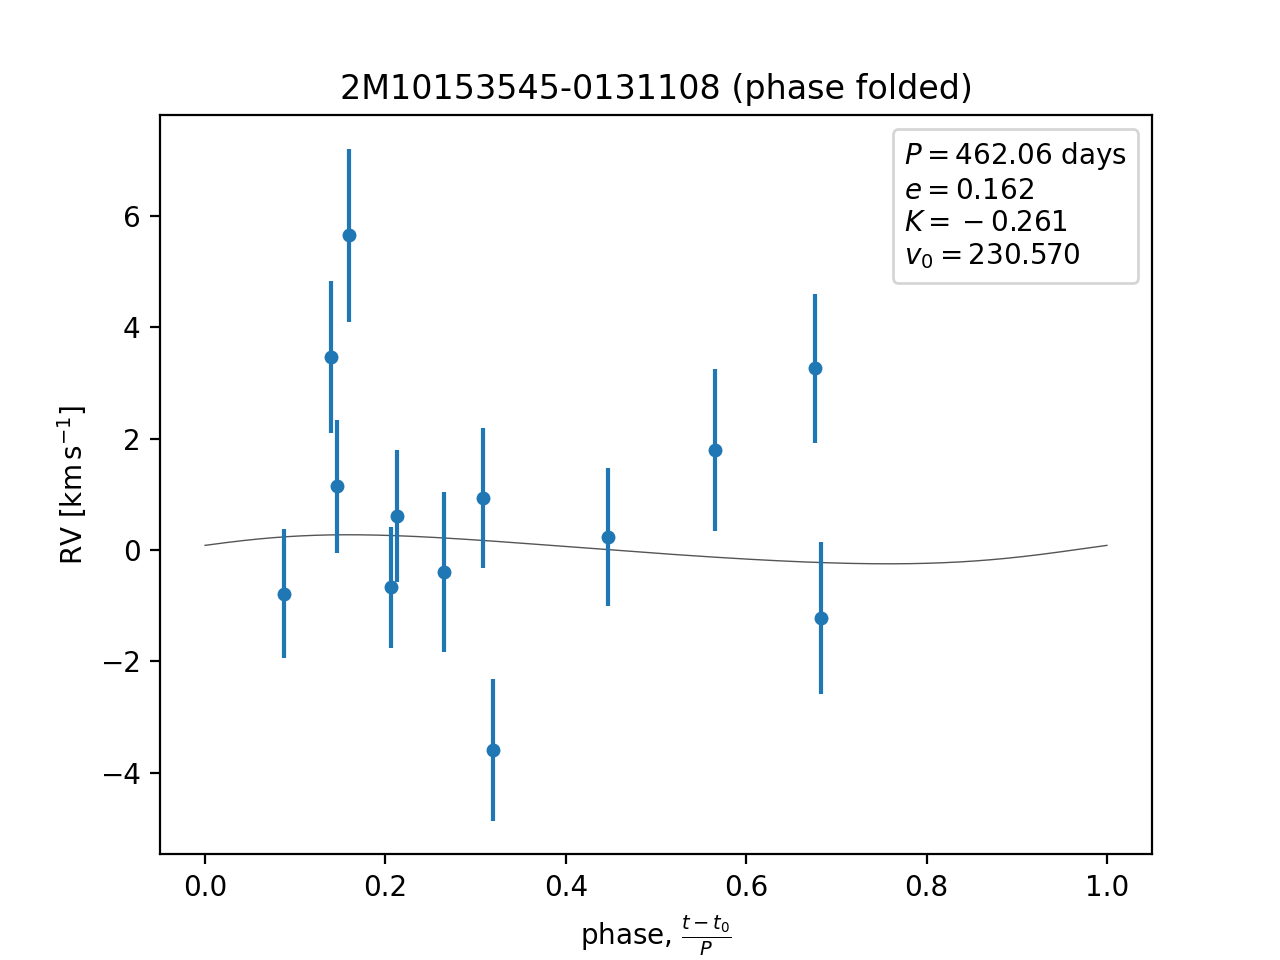 2M10153545-0131108 (phase folded)
P = 462.06 days
e = 0.162
K = −0.261
v₀ = 230.570
RV [km s⁻¹]
6
4
2
0
−2
−4
0.0 0.2 0.4 0.6 0.8 1.0
phase, (t − t₀)/P